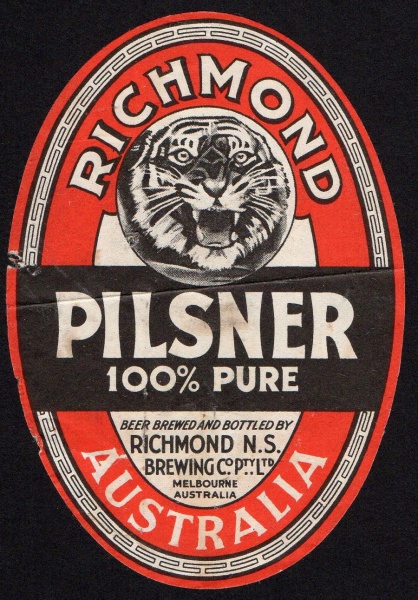 RICHMOND
PILSNER
100% PURE
BEER BREWED AND BOTTLED BY
RICHMOND N.S.
BREWING CO PTY. LTD
MELBOURNE
AUSTRALIA
AUSTRALIA